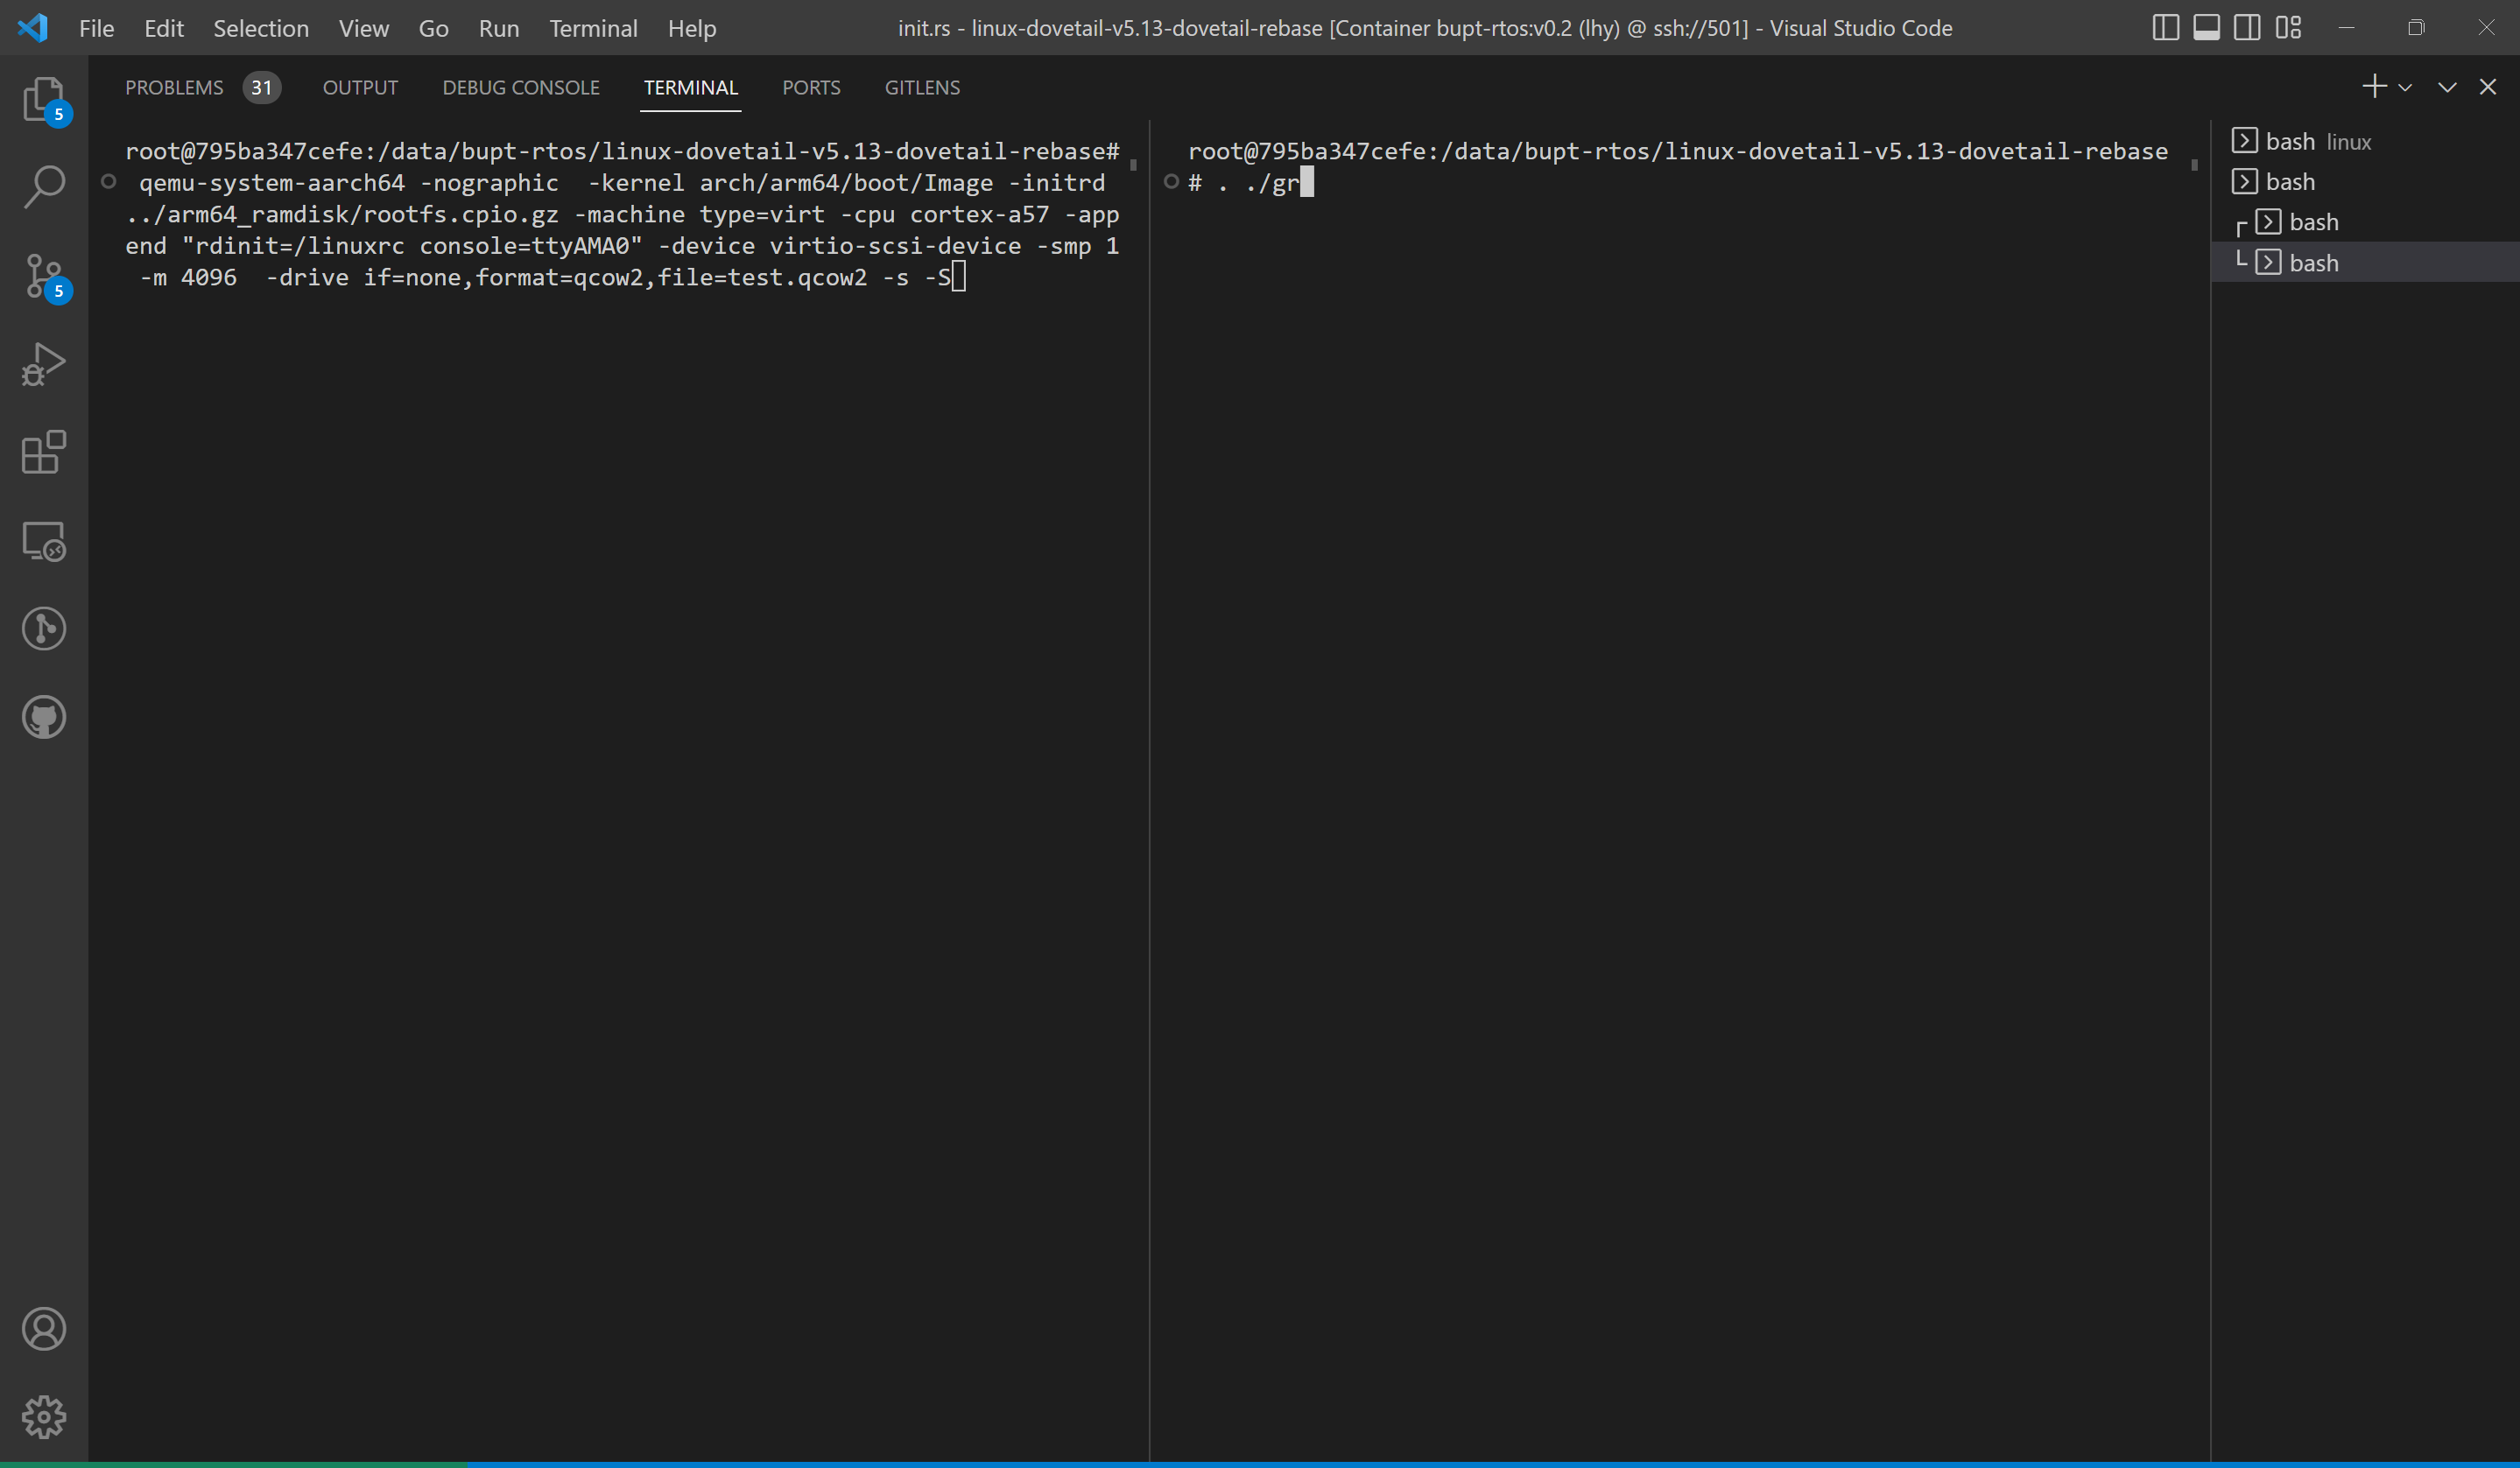 File Edit Selection View Go Run Terminal Help init.rs - linux-dovetail-v5.13-dovetail-rebase [Container bupt-rtos:v0.2 (lhy) @ ssh://501] - Visual Studio Code
PROBLEMS 31 OUTPUT DEBUG CONSOLE TERMINAL PORTS GITLENS
5
5
root@795ba347cefe:/data/bupt-rtos/linux-dovetail-v5.13-dovetail-rebase#
qemu-system-aarch64 -nographic  -kernel arch/arm64/boot/Image -initrd
../arm64_ramdisk/rootfs.cpio.gz -machine type=virt -cpu cortex-a57 -app
end "rdinit=/linuxrc console=ttyAMA0" -device virtio-scsi-device -smp 1
-m 4096  -drive if=none,format=qcow2,file=test.qcow2 -s -S
root@795ba347cefe:/data/bupt-rtos/linux-dovetail-v5.13-dovetail-rebase
# . ./gr
bash linux
bash
bash
bash